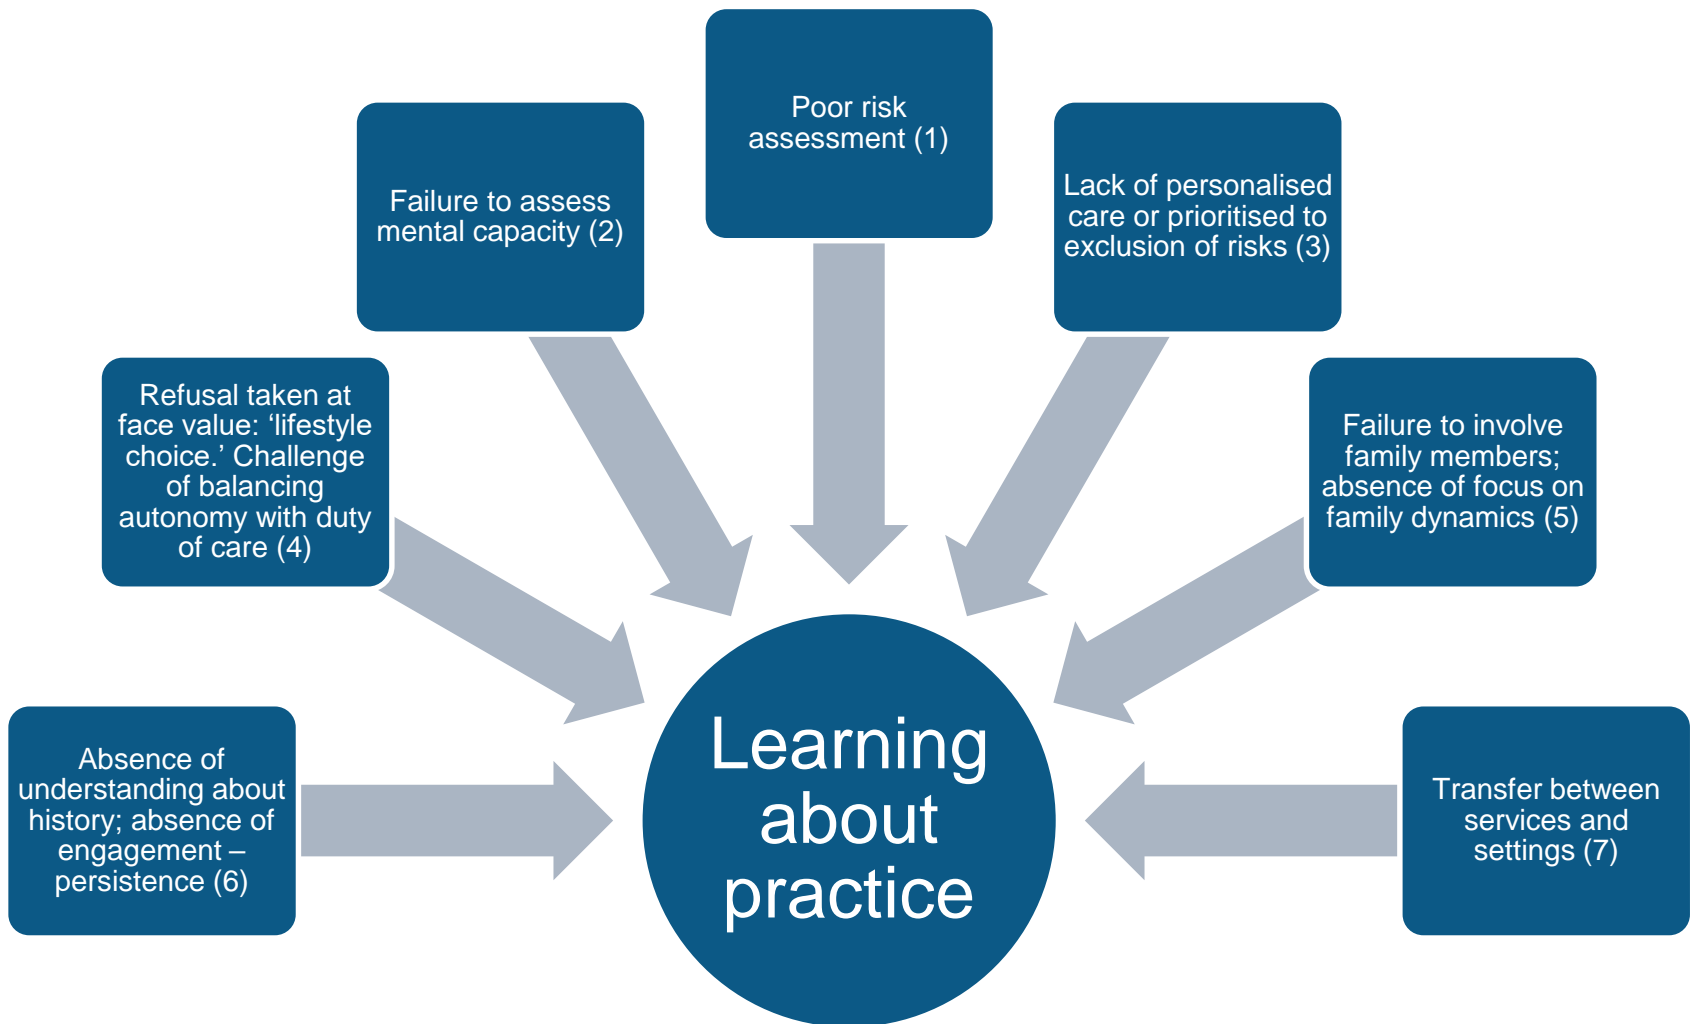 Poor risk
assessment (1)
Failure to assess
mental capacity (2)
Lack of personalised
care or prioritised to
exclusion of risks (3)
Refusal taken at
face value: ‘lifestyle
choice.’ Challenge
of balancing
autonomy with duty
of care (4)
Failure to involve
family members;
absence of focus on
family dynamics (5)
Absence of
understanding about
history; absence of
engagement –
persistence (6)
Transfer between
services and
settings (7)
Learning
about
practice